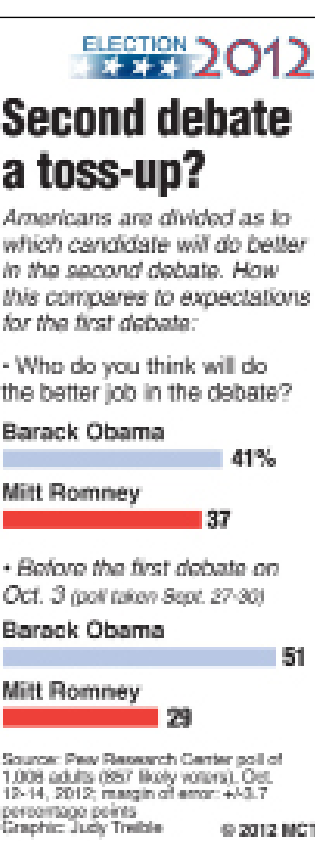 ELECTION 2012
Second debate
a toss-up?
Americans are divided as to
which candidate will do better
in the second debate. How
this compares to expectations
for the first debate:
• Who do you think will do
the better job in the debate?
Barack Obama
41%
Mitt Romney
37
• Before the first debate on
Oct. 3 (poll taken Sept. 27-30)
Barack Obama
51
Mitt Romney
29
Source: Pew Research Center poll of
adults likely voters), Oct.
12-14, 2012; margin of error: +/-3.7
percentage points
Graphic: Judy Treible
© 2012 MCT